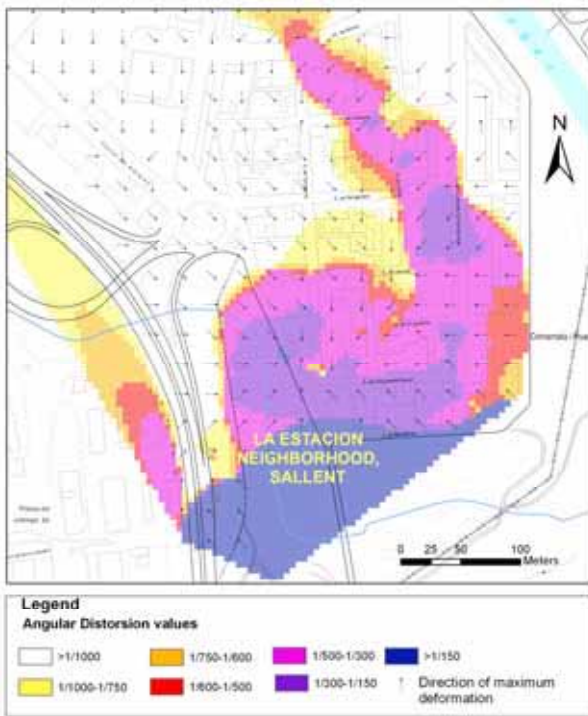 N
LA ESTACION
NEIGHBORHOOD,
SALLENT
0 25 50 100
Meters
Legend
Angular Distorsion values
>1/1000
1/750-1/600
1/500-1/300
>1/150
1/1000-1/750
1/600-1/500
1/300-1/150
Direction of maximum
deformation